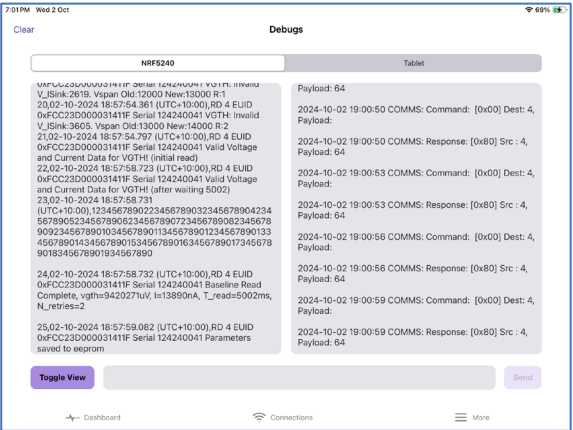 7:01 PM Wed 2 Oct
69%
Clear
Debugs
NRF5240
Tablet
0xFCC23D000031411F Serial 124240041 VGTH: Invalid
V_ISink:2619. Vspan Old:12000 New:13000 R:1
20,02-10-2024 18:57:54.361 (UTC+10:00),RD 4 EUID
0xFCC23D000031411F Serial 124240041 VGTH: Invalid
V_ISink:3605. Vspan Old:13000 New:14000 R:2
21,02-10-2024 18:57:54.797 (UTC+10:00),RD 4 EUID
0xFCC23D000031411F Serial 124240041 Valid Voltage
and Current Data for VGTH! (initial read)
22,02-10-2024 18:57:58.723 (UTC+10:00),RD 4 EUID
0xFCC23D000031411F Serial 124240041 Valid Voltage
and Current Data for VGTH! (after waiting 5002)
23,02-10-2024 18:57:58.731
(UTC+10:00),1234567890223456789032345678904234
56789052345678906234567890723456789082345678
909234567890103456789011345678901234567890133
456789014345678901534567890163456789017345678
9018345678901934567890
24,02-10-2024 18:57:58.732 (UTC+10:00),RD 4 EUID
0xFCC23D000031411F Serial 124240041 Baseline Read
Complete, vgth=9420271uV, I=13890nA, T_read=5002ms,
N_retries=2
25,02-10-2024 18:57:59.082 (UTC+10:00),RD 4 EUID
0xFCC23D000031411F Serial 124240041 Parameters
saved to eeprom
Payload: 64
2024-10-02 19:00:50 COMMS: Command: [0x00] Dest: 4,
Payload:
2024-10-02 19:00:50 COMMS: Response: [0x80] Src : 4,
Payload: 64
2024-10-02 19:00:53 COMMS: Command: [0x00] Dest: 4,
Payload:
2024-10-02 19:00:53 COMMS: Response: [0x80] Src : 4,
Payload: 64
2024-10-02 19:00:56 COMMS: Command: [0x00] Dest: 4,
Payload:
2024-10-02 19:00:56 COMMS: Response: [0x80] Src : 4,
Payload: 64
2024-10-02 19:00:59 COMMS: Command: [0x00] Dest: 4,
Payload:
2024-10-02 19:00:59 COMMS: Response: [0x80] Src : 4,
Payload: 64
Toggle View
Send
Dashboard
Connections
More